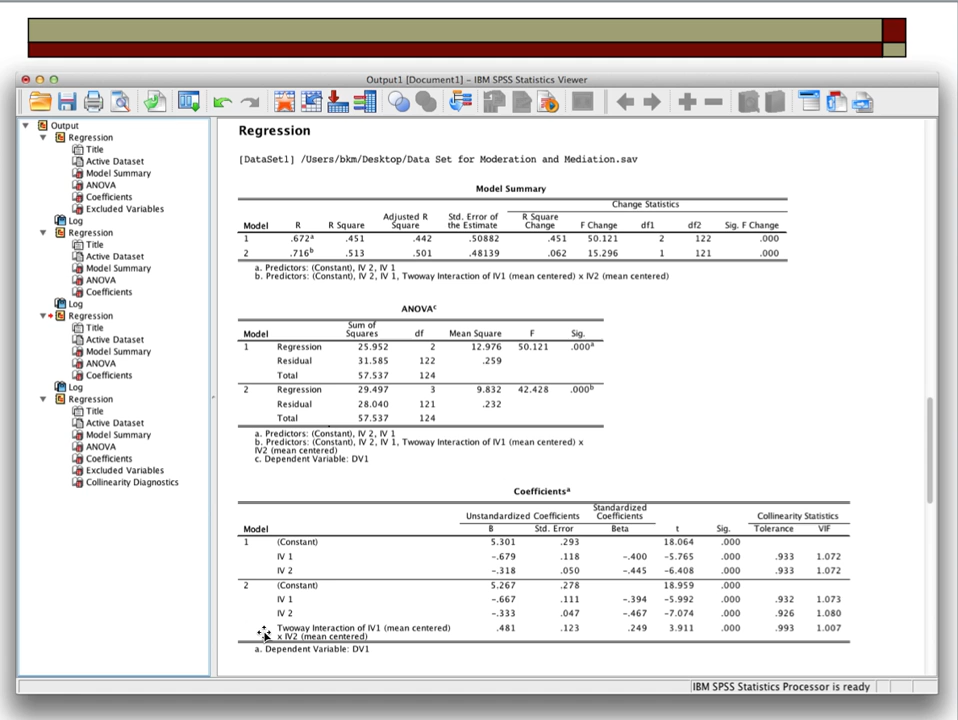 Output1 [Document1] – IBM SPSS Statistics Viewer
Output
Regression
Title
Active Dataset
Model Summary
ANOVA
Coefficients
Excluded Variables
Log
Regression
Title
Active Dataset
Model Summary
ANOVA
Coefficients
Log
Regression
Title
Active Dataset
Model Summary
ANOVA
Coefficients
Log
Regression
Title
Active Dataset
Model Summary
ANOVA
Coefficients
Excluded Variables
Collinearity Diagnostics
Regression
[DataSet1] /Users/bkm/Desktop/Data Set for Moderation and Mediation.sav
Model Summary
Change Statistics
Model R R Square Adjusted R Square Std. Error of the Estimate R Square Change F Change df1 df2 Sig. F Change
1 .672a .451 .442 .50882 .451 50.121 2 122 .000
2 .716b .513 .501 .48139 .062 15.296 1 121 .000
a. Predictors: (Constant), IV 2, IV 1
b. Predictors: (Constant), IV 2, IV 1, Twoway Interaction of IV1 (mean centered) x IV2 (mean centered)
ANOVAc
Model Sum of Squares df Mean Square F Sig.
1 Regression 25.952 2 12.976 50.121 .000a
Residual 31.585 122 .259
Total 57.537 124
2 Regression 29.497 3 9.832 42.428 .000b
Residual 28.040 121 .232
Total 57.537 124
a. Predictors: (Constant), IV 2, IV 1
b. Predictors: (Constant), IV 2, IV 1, Twoway Interaction of IV1 (mean centered) x
IV2 (mean centered)
c. Dependent Variable: DV1
Coefficientsa
Unstandardized Coefficients Standardized Coefficients Collinearity Statistics
Model B Std. Error Beta t Sig. Tolerance VIF
1 (Constant) 5.301 .293 18.064 .000
IV 1 -.679 .118 -.400 -5.765 .000 .933 1.072
IV 2 -.318 .050 -.445 -6.408 .000 .933 1.072
2 (Constant) 5.267 .278 18.959 .000
IV 1 -.667 .111 -.394 -5.992 .000 .932 1.073
IV 2 -.333 .047 -.467 -7.074 .000 .926 1.080
Twoway Interaction of IV1 (mean centered) x IV2 (mean centered) .481 .123 .249 3.911 .000 .993 1.007
a. Dependent Variable: DV1
IBM SPSS Statistics Processor is ready